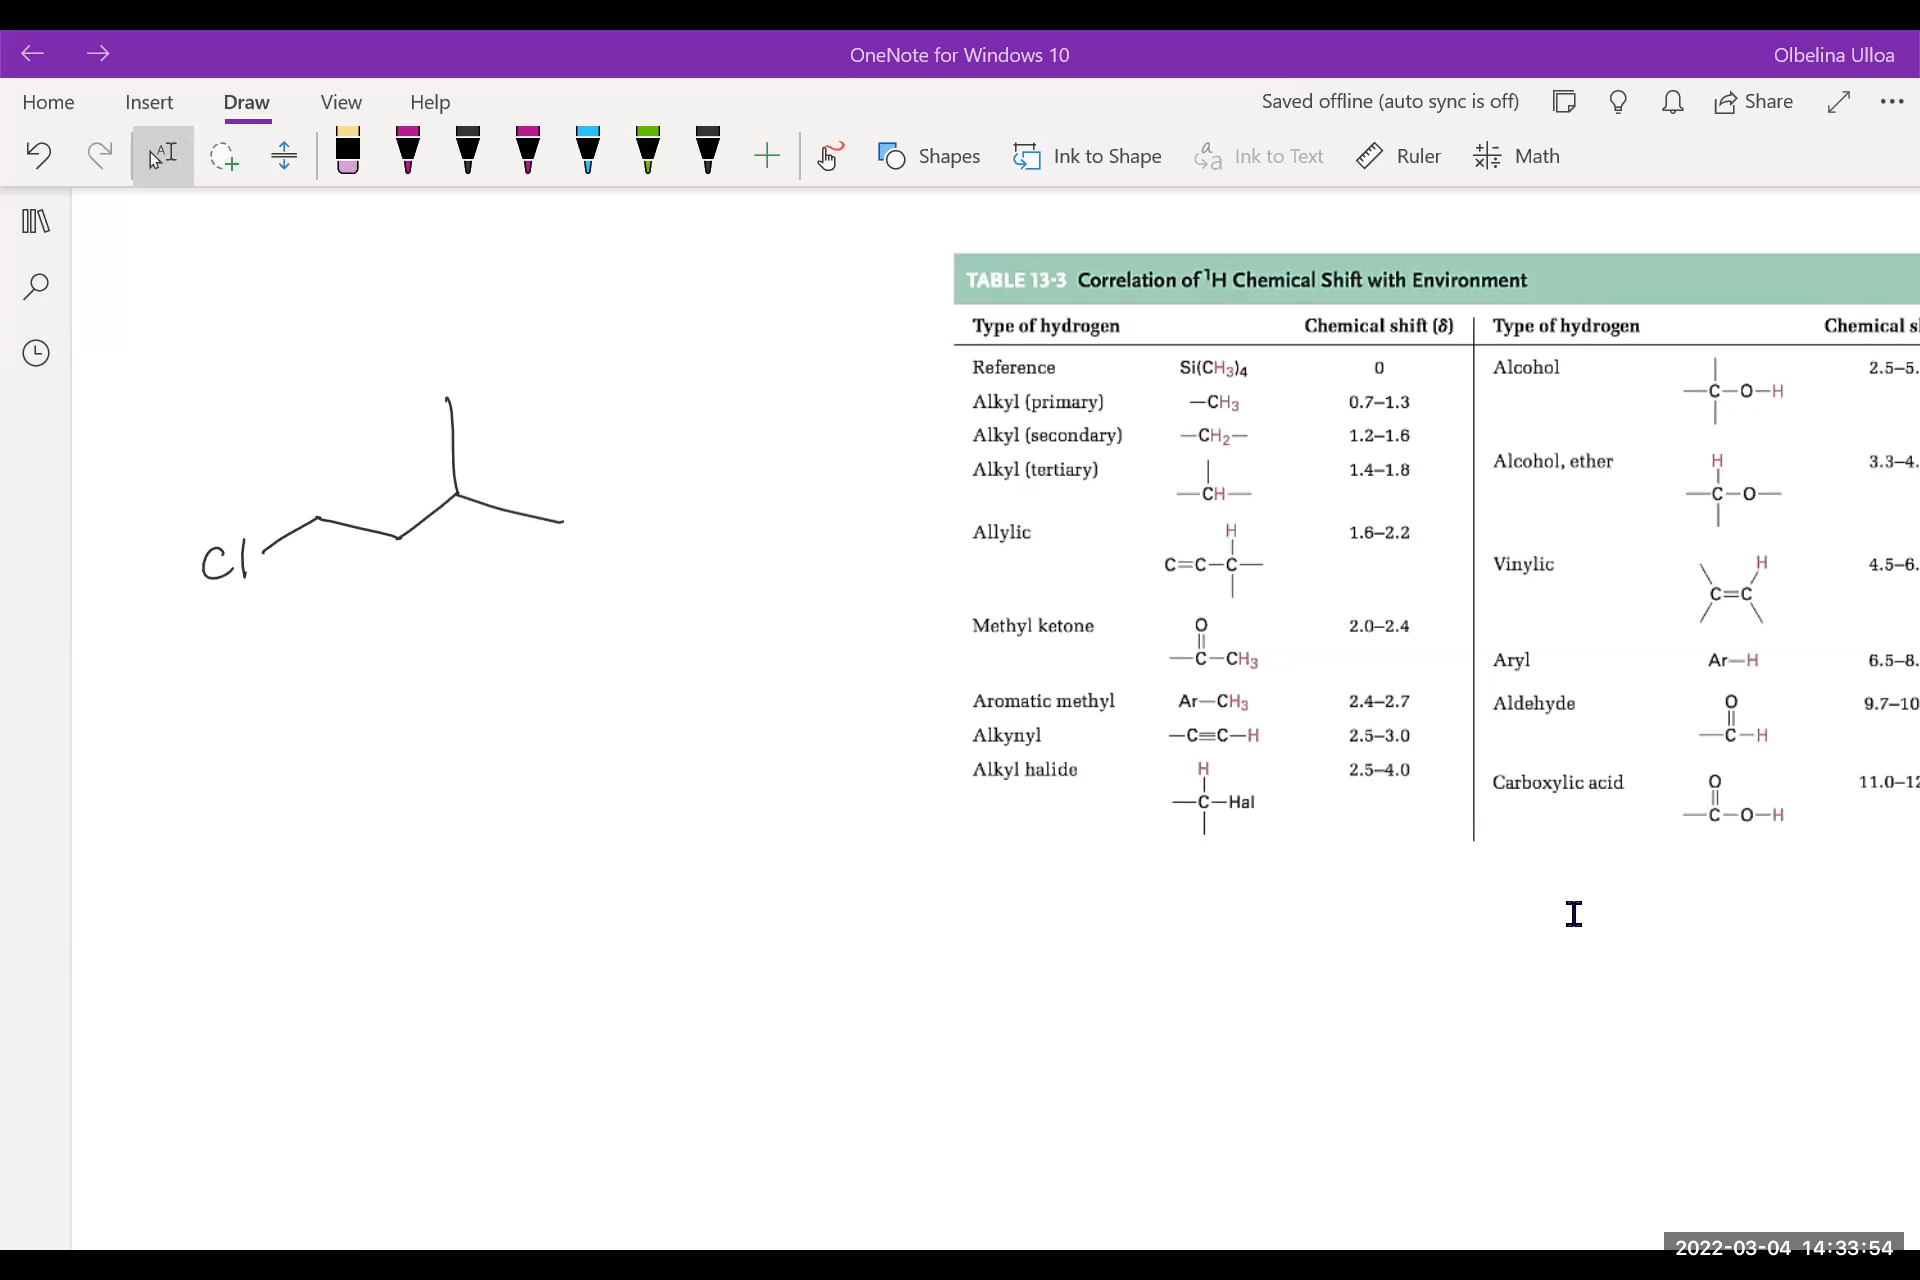 OneNote for Windows 10
Olbelina Ulloa
Home Insert Draw View Help
Saved offline (auto sync is off)
Share
Shapes
Ink to Shape
Ink to Text
Ruler
Math
Cl
TABLE 13-3 Correlation of ¹H Chemical Shift with Environment
Type of hydrogen Chemical shift (δ) Type of hydrogen Chemical s
Reference Si(CH₃)₄ 0
Alkyl (primary) —CH₃ 0.7–1.3
Alkyl (secondary) —CH₂— 1.2–1.6
Alkyl (tertiary) —CH— 1.4–1.8
Allylic H 1.6–2.2
C=C—C—
Methyl ketone O 2.0–2.4
—C—CH₃
Aromatic methyl Ar—CH₃ 2.4–2.7
Alkynyl —C≡C—H 2.5–3.0
Alkyl halide H 2.5–4.0
—C—Hal
Alcohol 2.5–5.
—C—O—H
Alcohol, ether H 3.3–4.
—C—O—
Vinylic H 4.5–6.
C=C
Aryl Ar—H 6.5–8.
Aldehyde O 9.7–10
—C—H
Carboxylic acid O 11.0–12
—C—O—H
2022-03-04 14:33:54